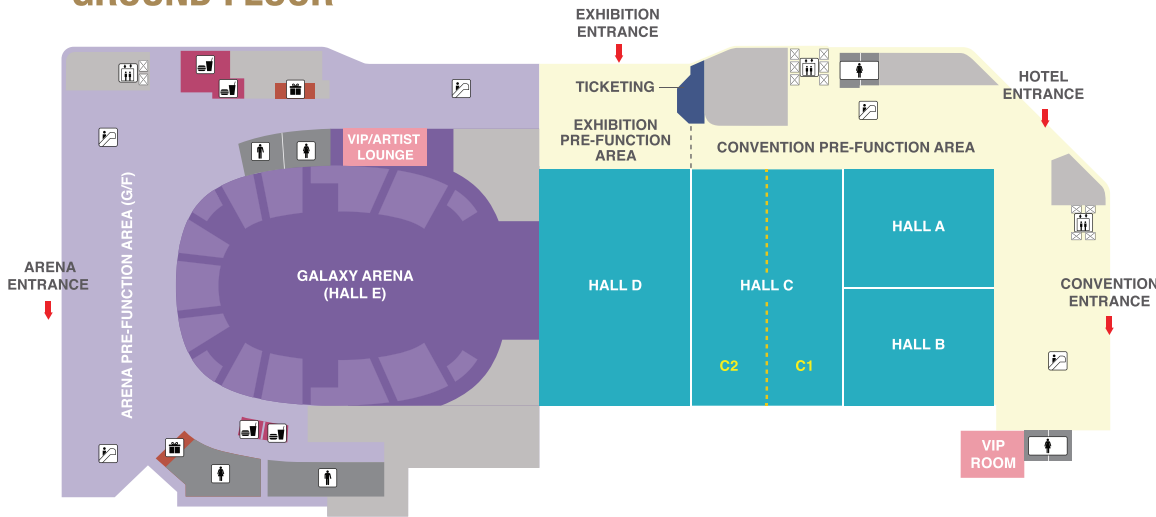 GROUND FLOOR
EXHIBITION
ENTRANCE
TICKETING
HOTEL
ENTRANCE
EXHIBITION
PRE-FUNCTION
AREA
CONVENTION PRE-FUNCTION AREA
VIP/ARTIST
LOUNGE
ARENA PRE-FUNCTION AREA (G/F)
ARENA
ENTRANCE
GALAXY ARENA
(HALL E)
HALL D
HALL C
HALL A
HALL B
C2
C1
CONVENTION
ENTRANCE
VIP
ROOM